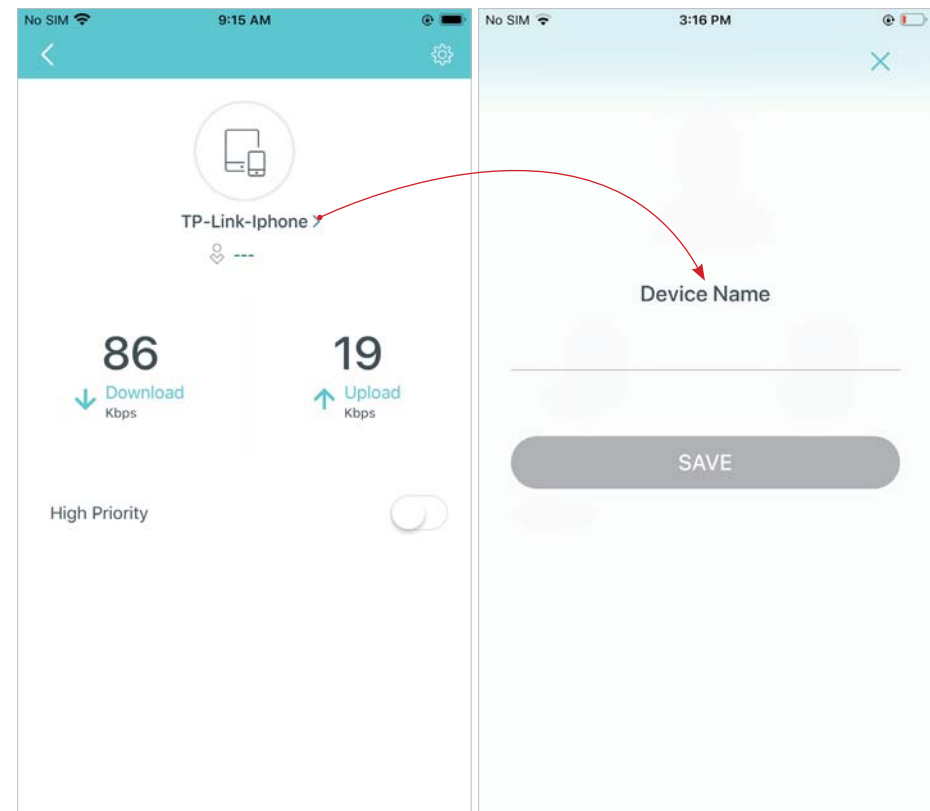 No SIM 9:15 AM
TP-Link-Iphone
---
86
Download
Kbps
19
Upload
Kbps
High Priority
No SIM 3:16 PM
Device Name
SAVE